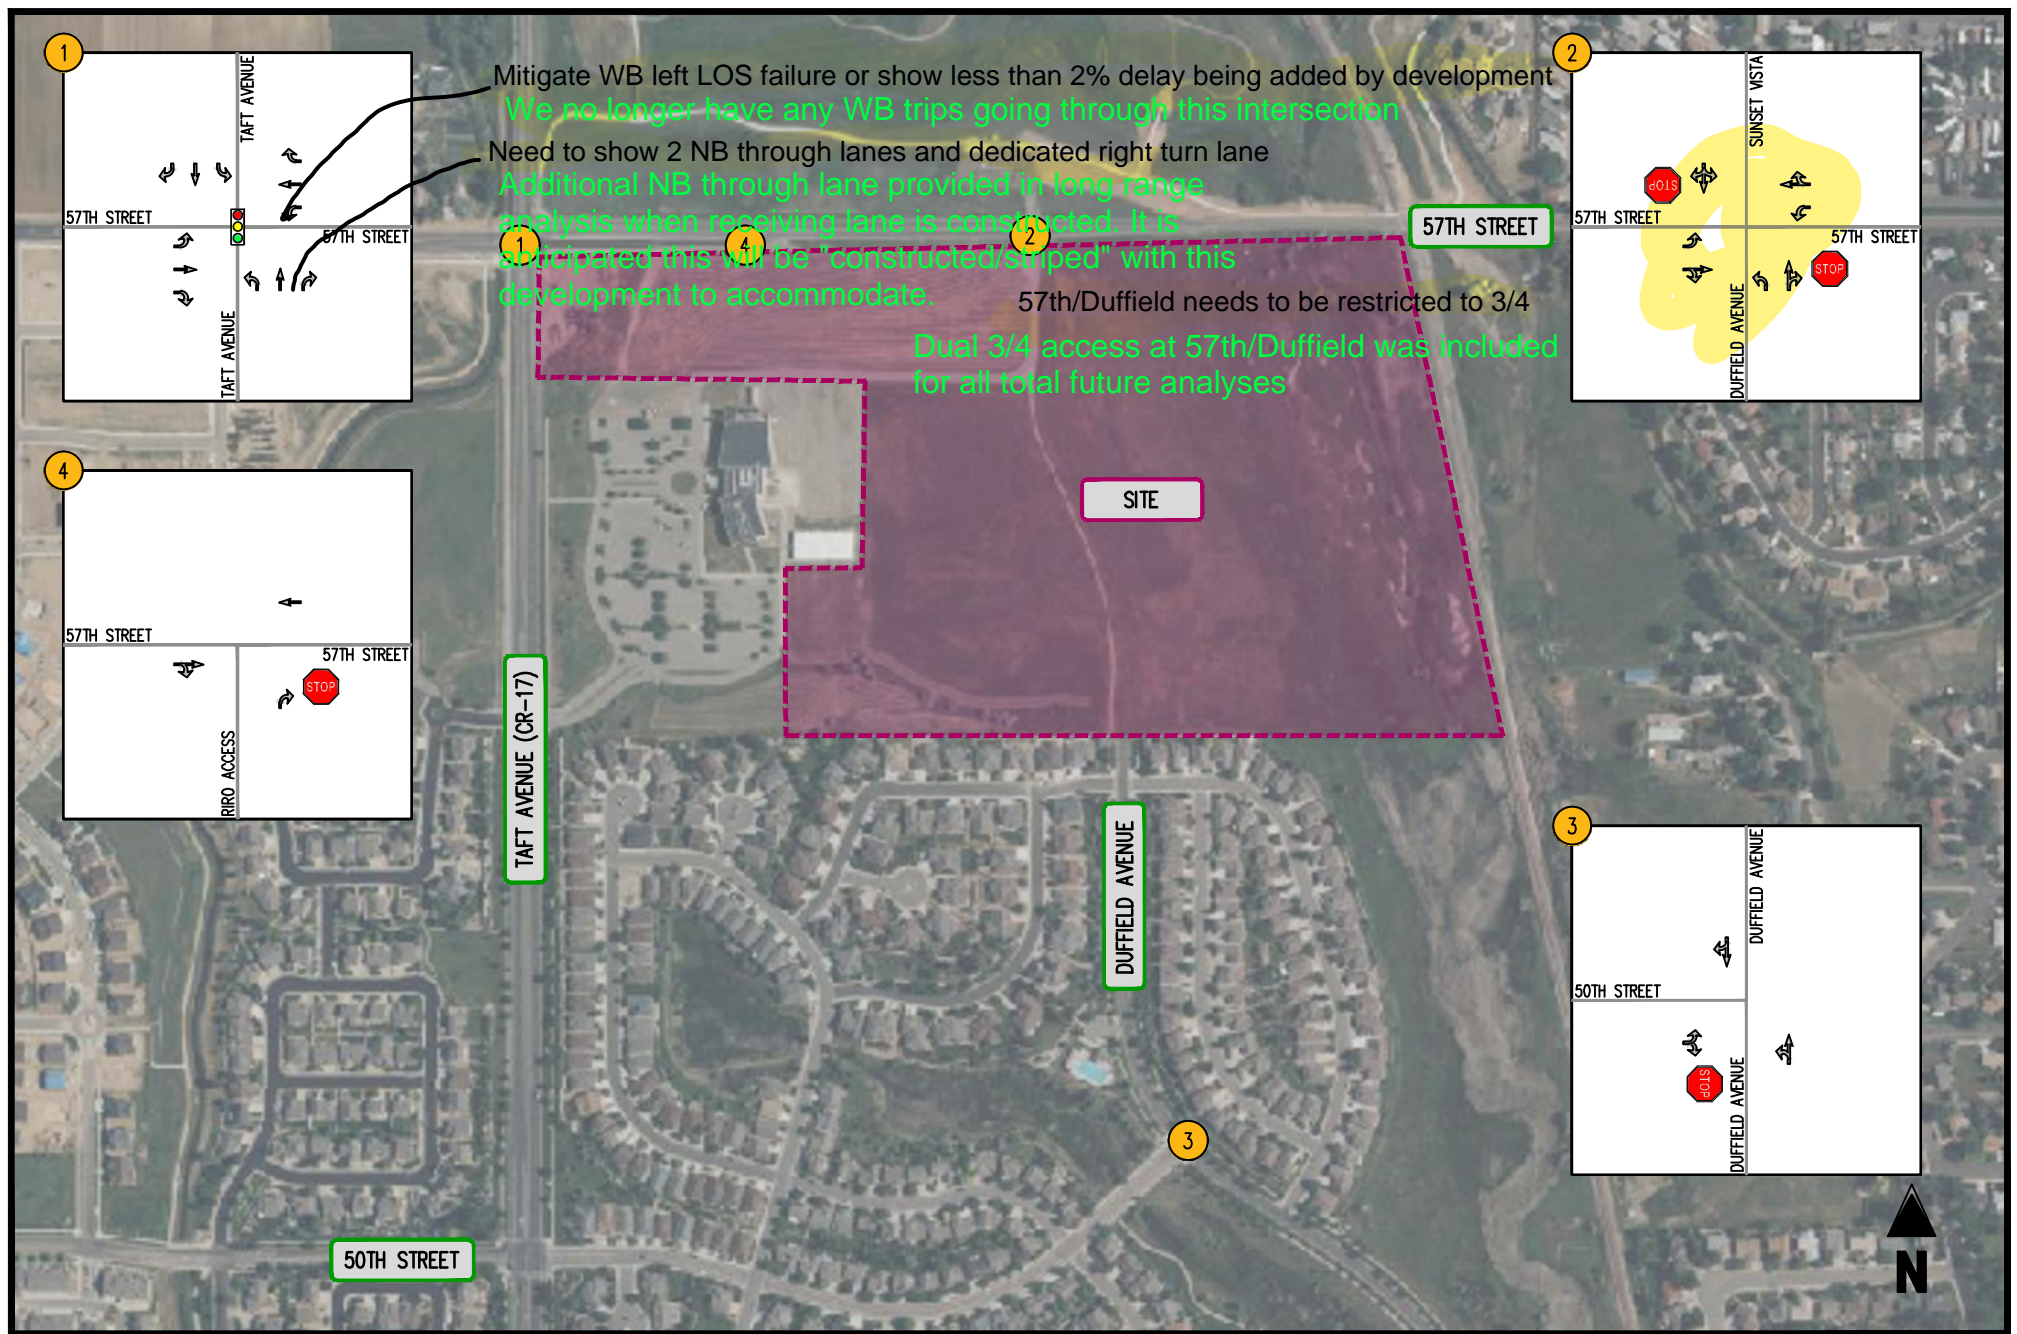 1
TAFT AVENUE
57TH STREET
57TH STREET
TAFT AVENUE
Mitigate WB left LOS failure or show less than 2% delay being added by development
We no longer have any WB trips going through this intersection
Need to show 2 NB through lanes and dedicated right turn lane
Additional NB through lane provided in long range
analysis when receiving lane is constructed. It is
anticipated this will be "constructed/striped" with this
development to accommodate.
1
4
2
57TH STREET
57th/Duffield needs to be restricted to 3/4
Dual 3/4 access at 57th/Duffield was included
for all total future analyses
2
SUNSET VISTA
STOP
57TH STREET
57TH STREET
STOP
DUFFIELD AVENUE
SITE
4
57TH STREET
57TH STREET
STOP
RIRO ACCESS
TAFT AVENUE (CR-17)
DUFFIELD AVENUE
3
50TH STREET
3
DUFFIELD AVENUE
50TH STREET
STOP
DUFFIELD AVENUE
N